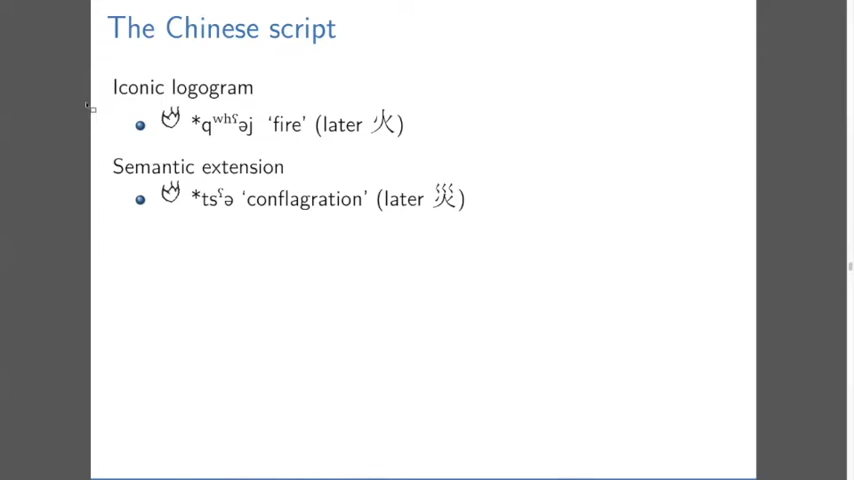 The Chinese script
Iconic logogram
*qʷʰˤəj ‘fire’ (later 火)
Semantic extension
*tsˤə ‘conflagration’ (later 災)